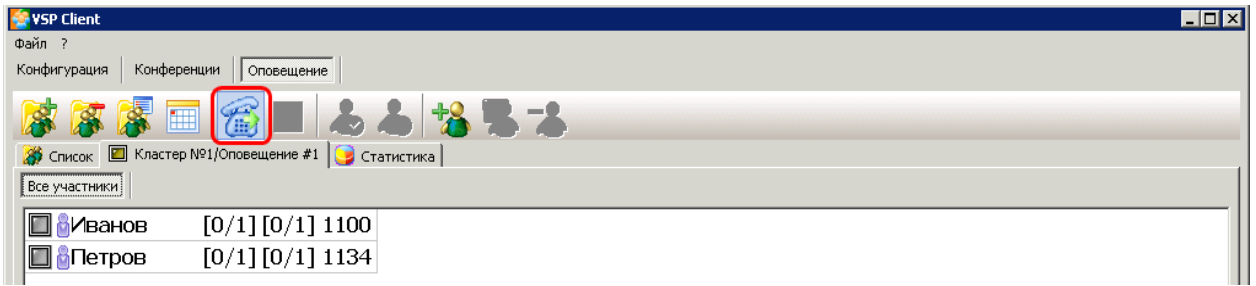 VSP Client
Файл ?
Конфигурация Конференции Оповещение
Список Кластер №1/Оповещение #1 Статистика
Все участники
Иванов [0/1] [0/1] 1100
Петров [0/1] [0/1] 1134